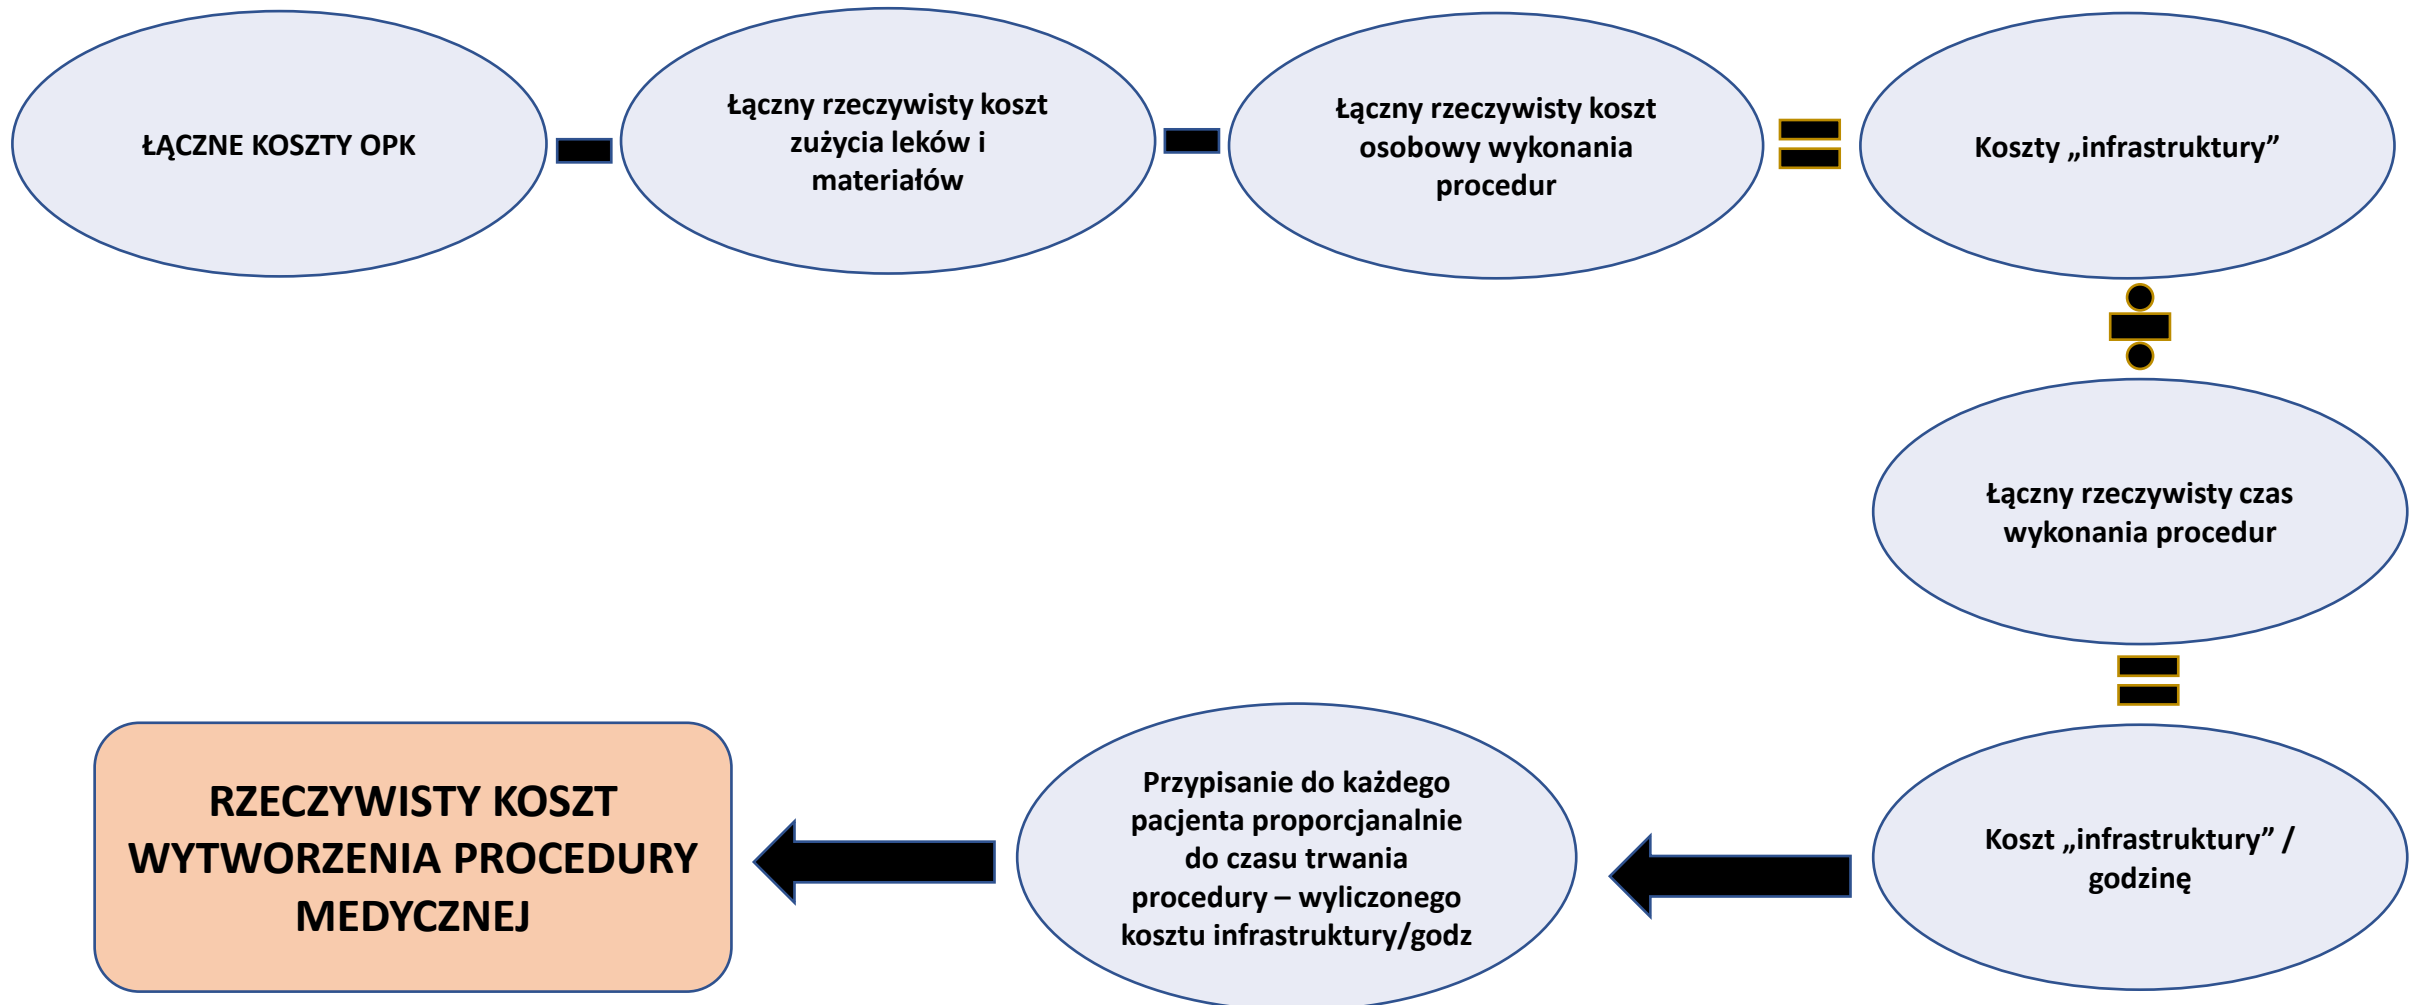 ŁĄCZNE KOSZTY OPK
Łączny rzeczywisty koszt
zużycia leków i
materiałów
Łączny rzeczywisty koszt
osobowy wykonania
procedur
Koszty „infrastruktury”
Łączny rzeczywisty czas
wykonania procedur
Koszt „infrastruktury” /
godzinę
Przypisanie do każdego
pacjenta proporcjanalnie
do czasu trwania
procedury – wyliczonego
kosztu infrastruktury/godz
RZECZYWISTY KOSZT
WYTWORZENIA PROCEDURY
MEDYCZNEJ